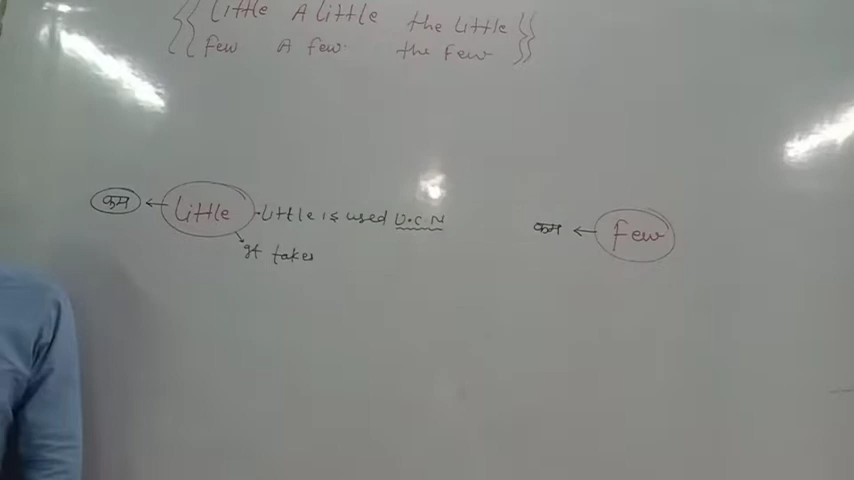 Little A little the Little
Few A few the Few
कम ← Little Little is used U.C.N
It takes
कम ← Few